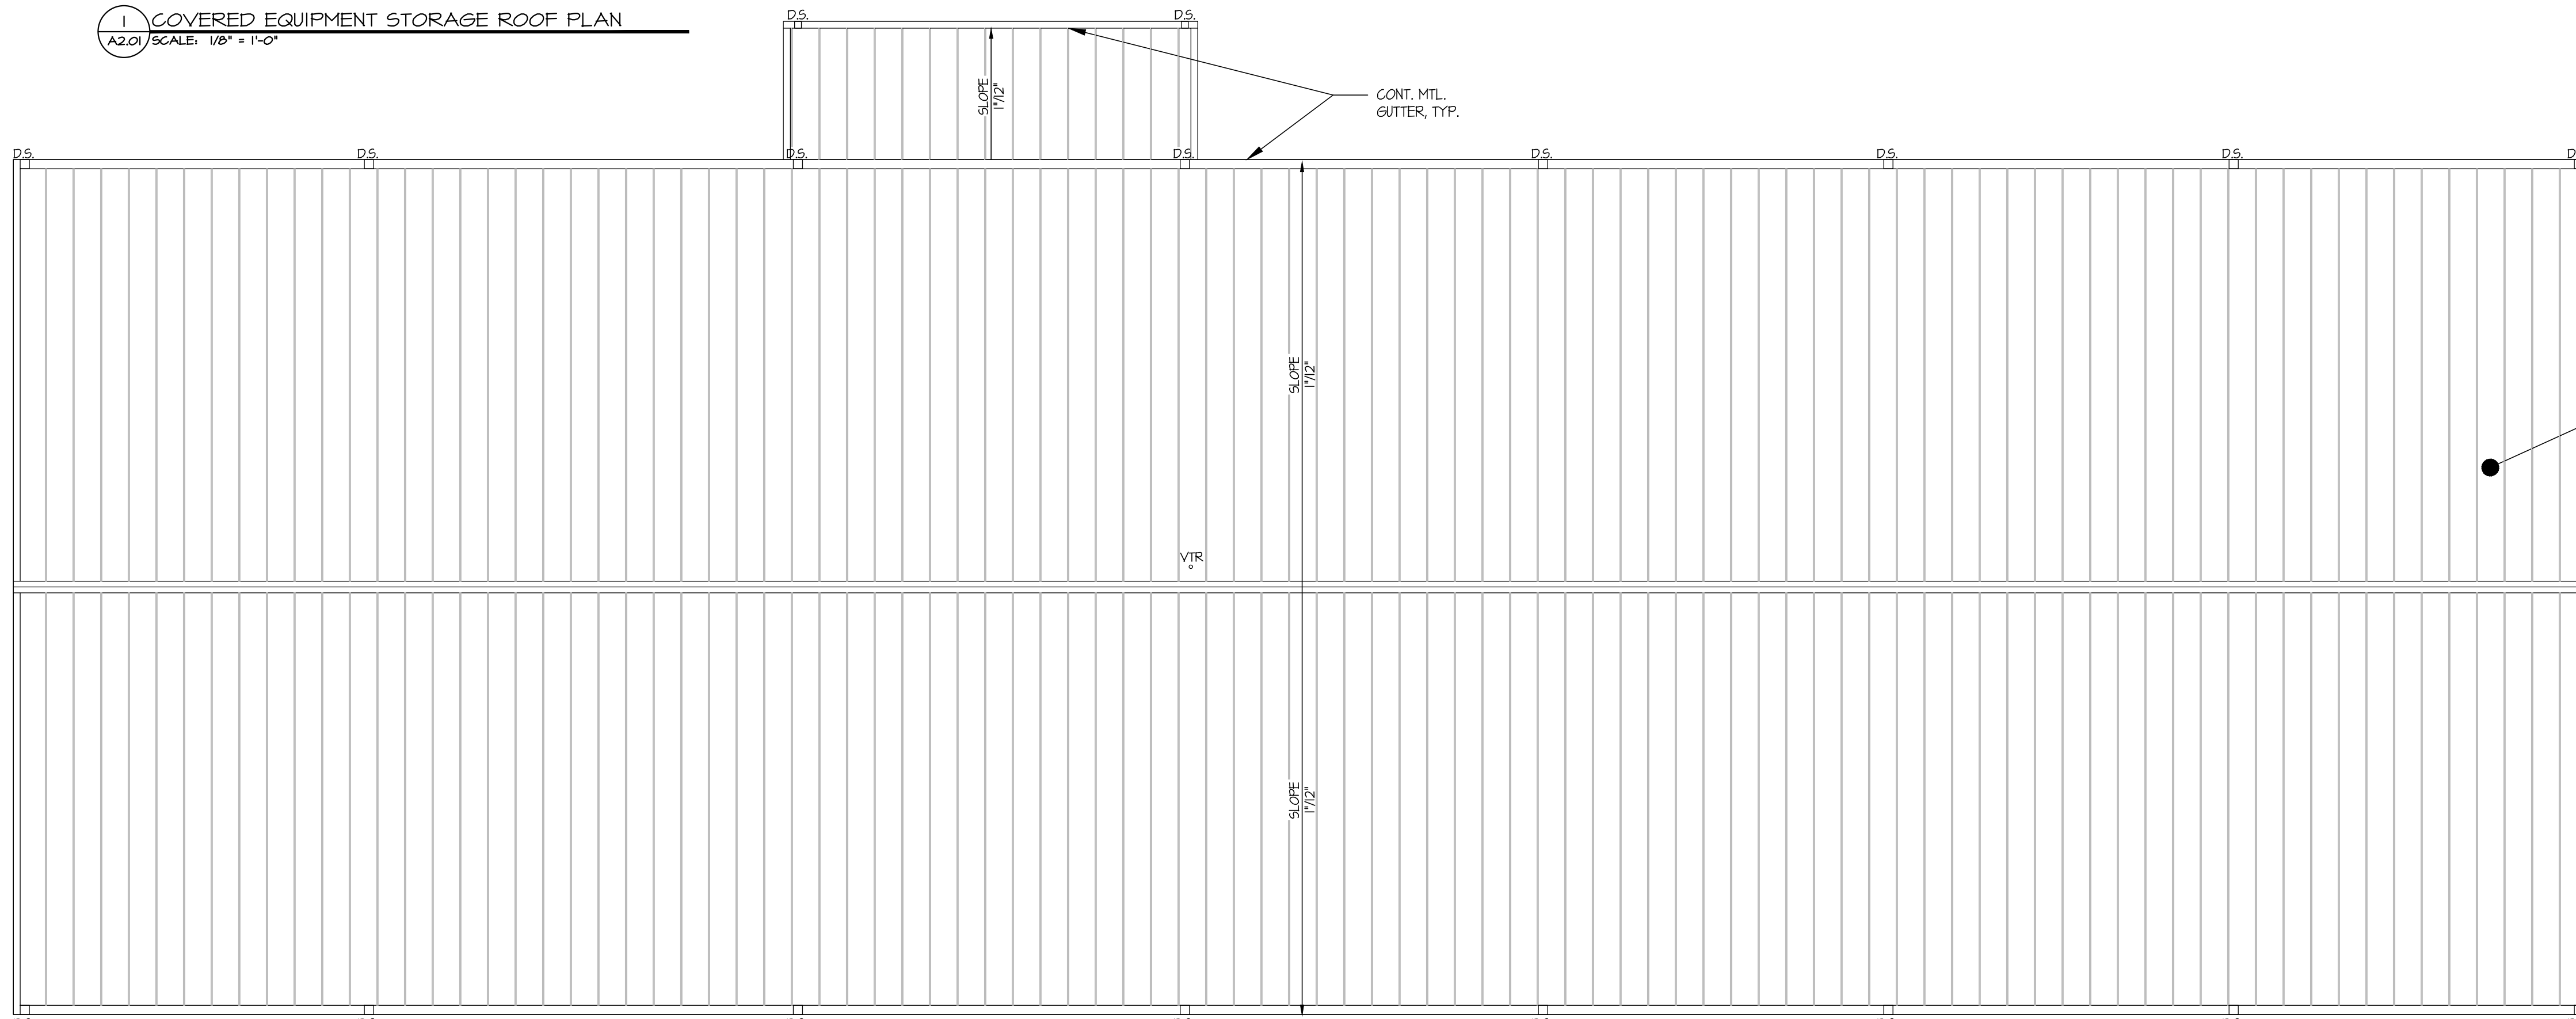 1
A2.01
COVERED EQUIPMENT STORAGE ROOF PLAN
SCALE: 1/8" = 1'-0"
D.S.
D.S.
SLOPE
1"/12"
CONT. MTL.
GUTTER, TYP.
D.S.
D.S.
D.S.
D.S.
D.S.
D.S.
D.S.
SLOPE
1"/12"
VTR
SLOPE
1"/12"